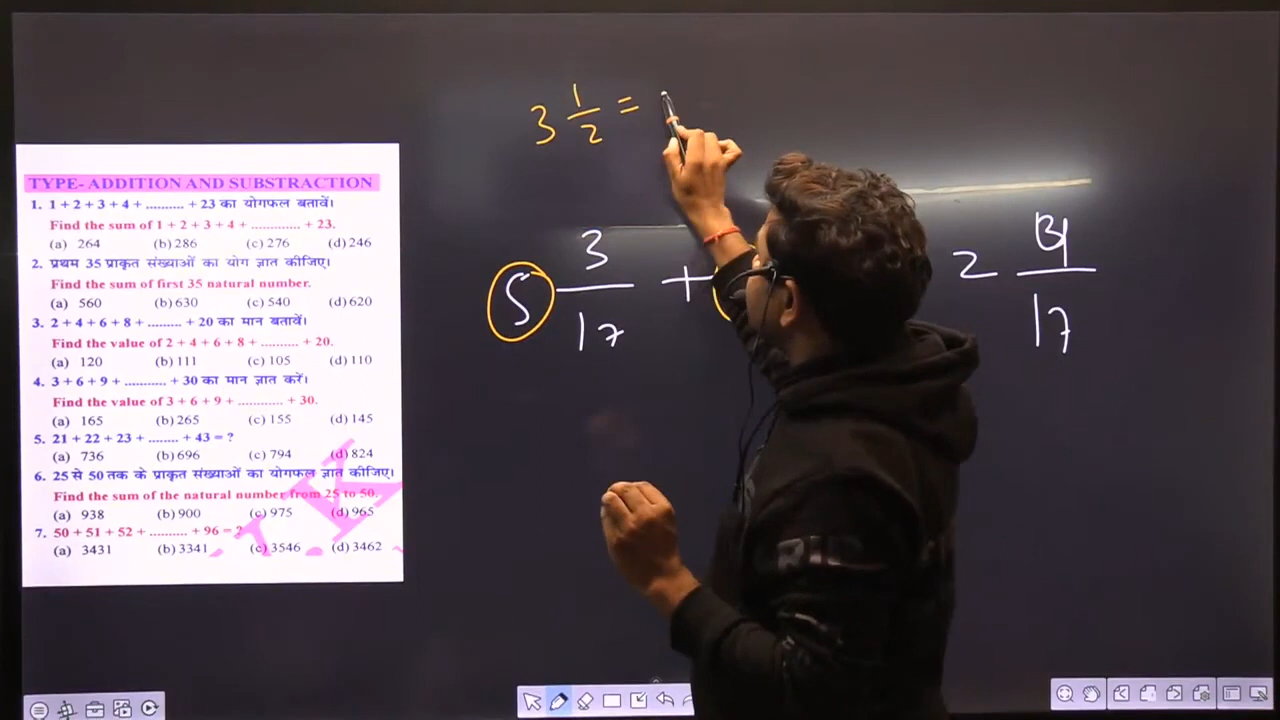 3 1/2 =
TYPE- ADDITION AND SUBSTRACTION
1. 1 + 2 + 3 + 4 + .......... + 23 का योगफल बतावें।
Find the sum of 1 + 2 + 3 + 4 + ............. + 23.
(a) 264 (b) 286 (c) 276 (d) 246
2. प्रथम 35 प्राकृत संख्याओं का योग ज्ञात कीजिए।
Find the sum of first 35 natural number.
(a) 560 (b) 630 (c) 540 (d) 620
3. 2 + 4 + 6 + 8 + ......... + 20 का मान बतावें।
Find the value of 2 + 4 + 6 + 8 + .......... + 20.
(a) 120 (b) 111 (c) 105 (d) 110
4. 3 + 6 + 9 + ........... + 30 का मान ज्ञात करें।
Find the value of 3 + 6 + 9 + ............ + 30.
(a) 165 (b) 265 (c) 155 (d) 145
5. 21 + 22 + 23 + ........ + 43 = ?
(a) 736 (b) 696 (c) 794 (d) 824
6. 25 से 50 तक के प्राकृत संख्याओं का योगफल ज्ञात कीजिए।
Find the sum of the natural number from 25 to 50.
(a) 938 (b) 900 (c) 975 (d) 965
7. 50 + 51 + 52 + .......... + 96 = ?
(a) 3431 (b) 3341 (c) 3546 (d) 3462
5 3/17 +
2 /17